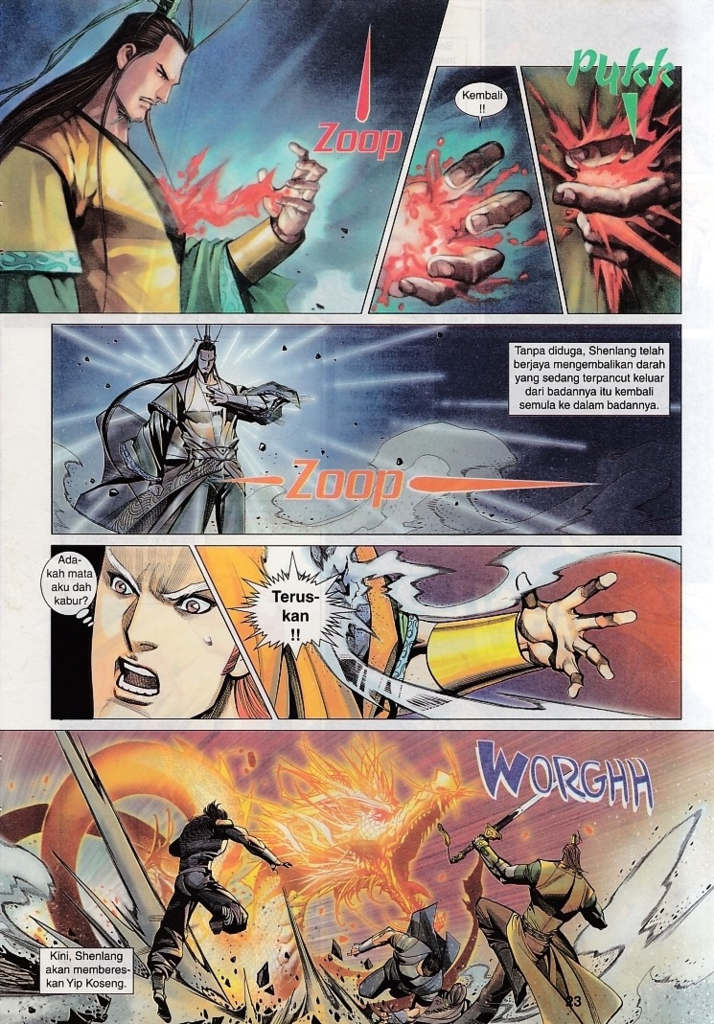 Zoop
Kembali
!!
Pukk
Tanpa diduga, Shenlang telah
berjaya mengembalikan darah
yang sedang terpancut keluar
dari badannya itu kembali
semula ke dalam badannya.
Zoop
Ada-
kah mata
aku dah
kabur?
Terus-
kan
!!
WORGHH
Kini, Shenlang
akan memberes-
kan Yip Koseng.
23